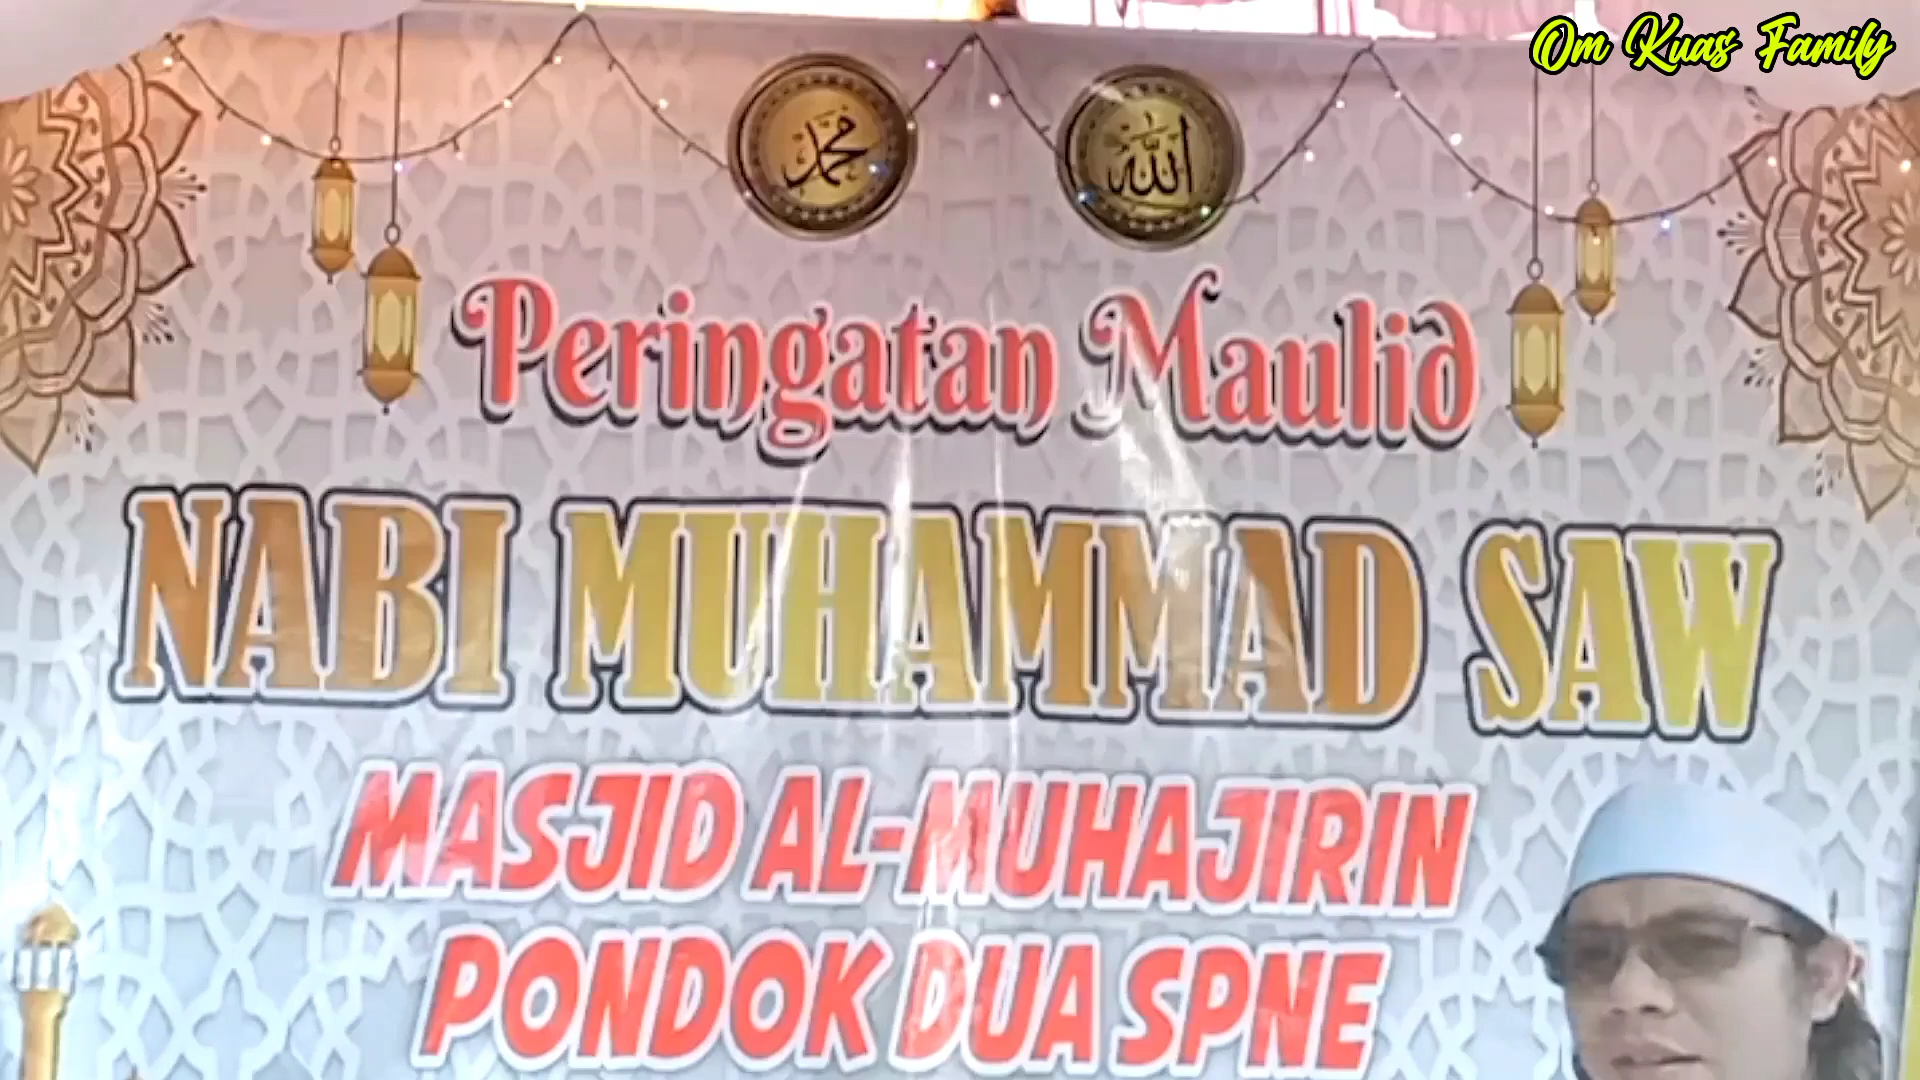 Om Kuas Family
محمد
الله
Peringatan Maulid
NABI MUHAMMAD SAW
MASJID AL-MUHAJIRIN
PONDOK DUA SPNE